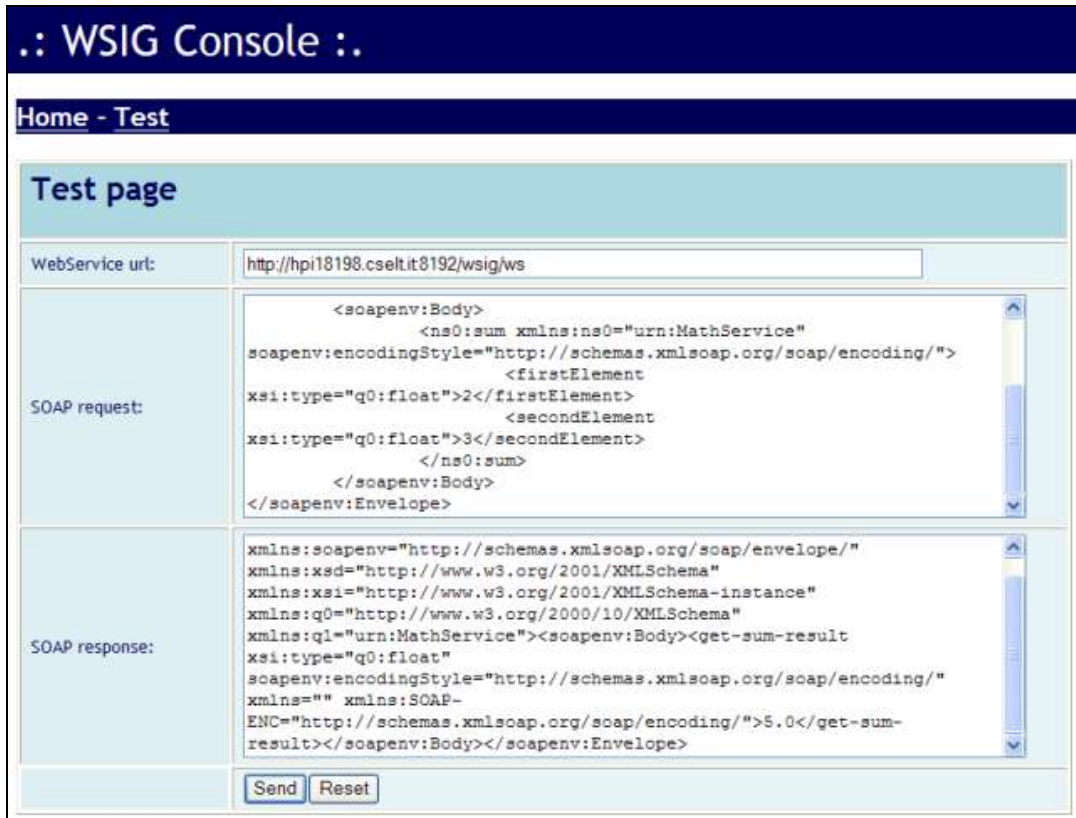 .: WSIG Console :.
Home - Test
Test page
WebService url:
http://hpi18198.cselt.it:8192/wsig/ws
SOAP request:
<soapenv:Body>
<ns0:sum xmlns:ns0="urn:MathService"
soapenv:encodingStyle="http://schemas.xmlsoap.org/soap/encoding/">
<firstElement
xsi:type="q0:float">2</firstElement>
<secondElement
xsi:type="q0:float">3</secondElement>
</ns0:sum>
</soapenv:Body>
</soapenv:Envelope>
SOAP response:
xmlns:soapenv="http://schemas.xmlsoap.org/soap/envelope/"
xmlns:xsd="http://www.w3.org/2001/XMLSchema"
xmlns:xsi="http://www.w3.org/2001/XMLSchema-instance"
xmlns:q0="http://www.w3.org/2000/10/XMLSchema"
xmlns:q1="urn:MathService"><soapenv:Body><get-sum-result
xsi:type="q0:float"
soapenv:encodingStyle="http://schemas.xmlsoap.org/soap/encoding/"
xmlns="" xmlns:SOAP-
ENC="http://schemas.xmlsoap.org/soap/encoding/">5.0</get-sum-
result></soapenv:Body></soapenv:Envelope>
Send Reset